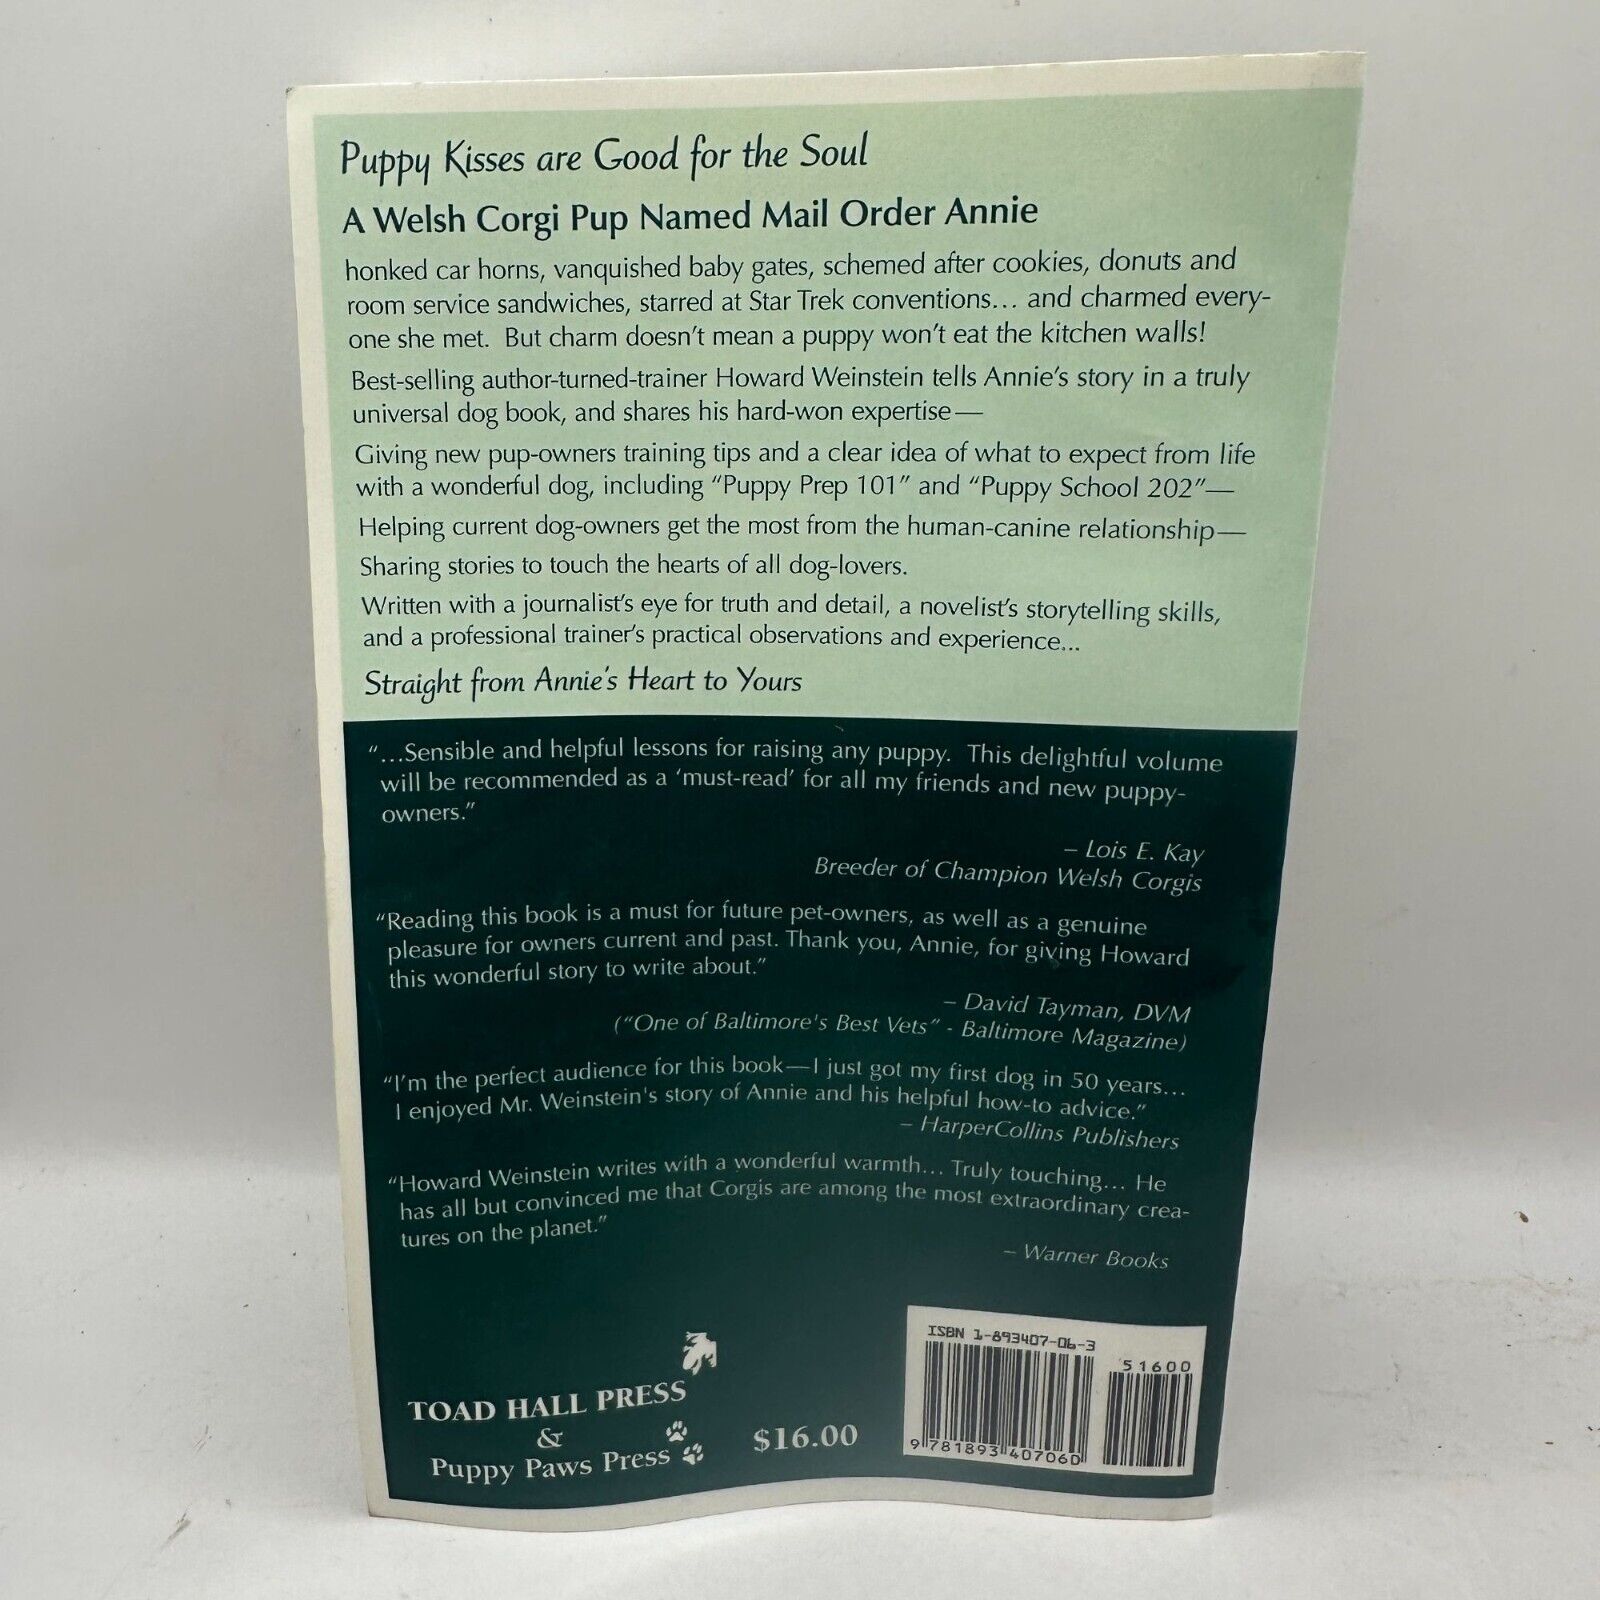 Puppy Kisses are Good for the Soul
A Welsh Corgi Pup Named Mail Order Annie
honked car horns, vanquished baby gates, schemed after cookies, donuts and
room service sandwiches, starred at Star Trek conventions... and charmed every-
one she met. But charm doesn't mean a puppy won't eat the kitchen walls!
Best-selling author-turned-trainer Howard Weinstein tells Annie's story in a truly
universal dog book, and shares his hard-won expertise—
Giving new pup-owners training tips and a clear idea of what to expect from life
with a wonderful dog, including "Puppy Prep 101" and "Puppy School 202"—
Helping current dog-owners get the most from the human-canine relationship—
Sharing stories to touch the hearts of all dog-lovers.
Written with a journalist's eye for truth and detail, a novelist's storytelling skills,
and a professional trainer's practical observations and experience...
Straight from Annie's Heart to Yours
"...Sensible and helpful lessons for raising any puppy. This delightful volume
will be recommended as a 'must-read' for all my friends and new puppy-
owners."
– Lois E. Kay
Breeder of Champion Welsh Corgis
"Reading this book is a must for future pet-owners, as well as a genuine
pleasure for owners current and past. Thank you, Annie, for giving Howard
this wonderful story to write about."
– David Tayman, DVM
("One of Baltimore's Best Vets" - Baltimore Magazine)
"I'm the perfect audience for this book—I just got my first dog in 50 years...
I enjoyed Mr. Weinstein's story of Annie and his helpful how-to advice."
– HarperCollins Publishers
"Howard Weinstein writes with a wonderful warmth... Truly touching... He
has all but convinced me that Corgis are among the most extraordinary crea-
tures on the planet."
– Warner Books
TOAD HALL PRESS
&
Puppy Paws Press
$16.00
ISBN 1-893407-06-3
51600
9 781893 407060